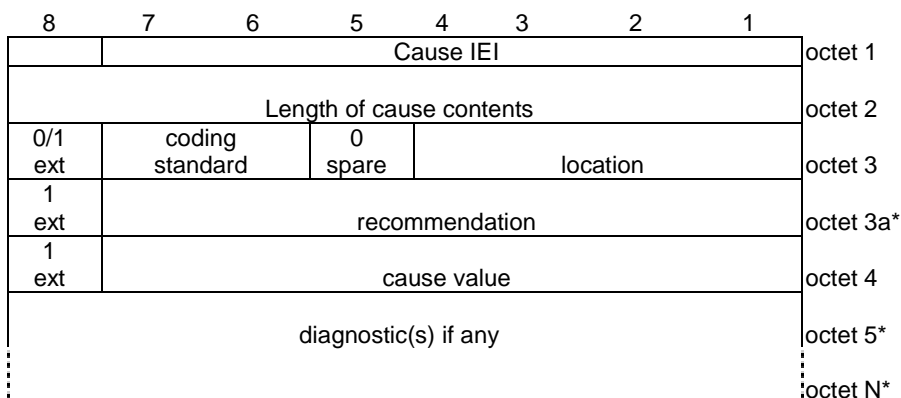 8 7 6 5 4 3 2 1
Cause IEI octet 1
Length of cause contents octet 2
0/1 coding 0
ext standard spare location octet 3
1
ext recommendation octet 3a*
1
ext cause value octet 4
diagnostic(s) if any octet 5*
octet N*